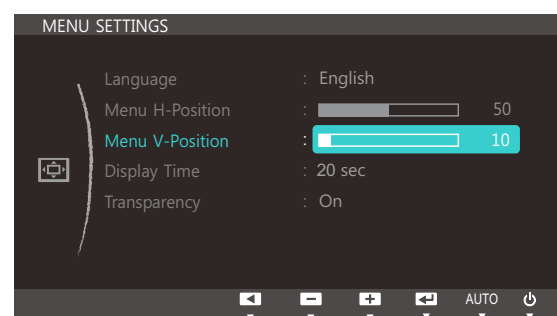 MENU SETTINGS
Language : English
Menu H-Position : 50
Menu V-Position : 10
Display Time : 20 sec
Transparency : On
AUTO